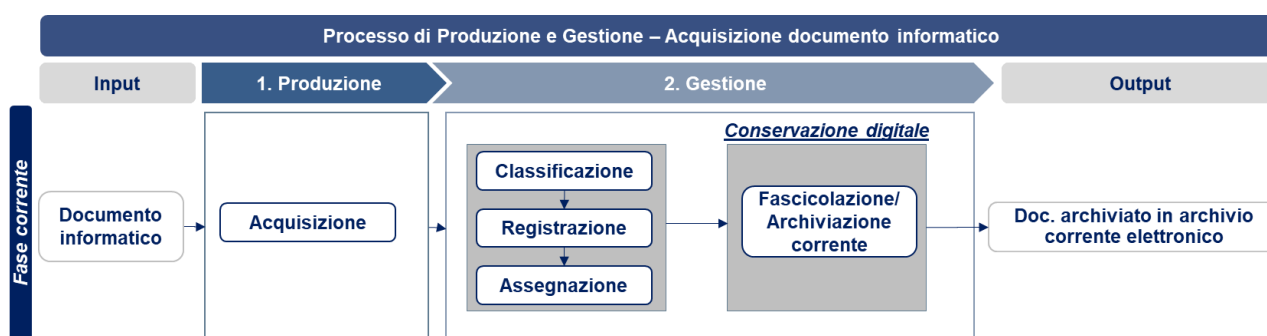 Processo di Produzione e Gestione – Acquisizione documento informatico
Input
1. Produzione
2. Gestione
Output
Fase corrente
Documento
informatico
Acquisizione
Classificazione
Registrazione
Assegnazione
Conservazione digitale
Fascicolazione/
Archiviazione
corrente
Doc. archiviato in archivio
corrente elettronico